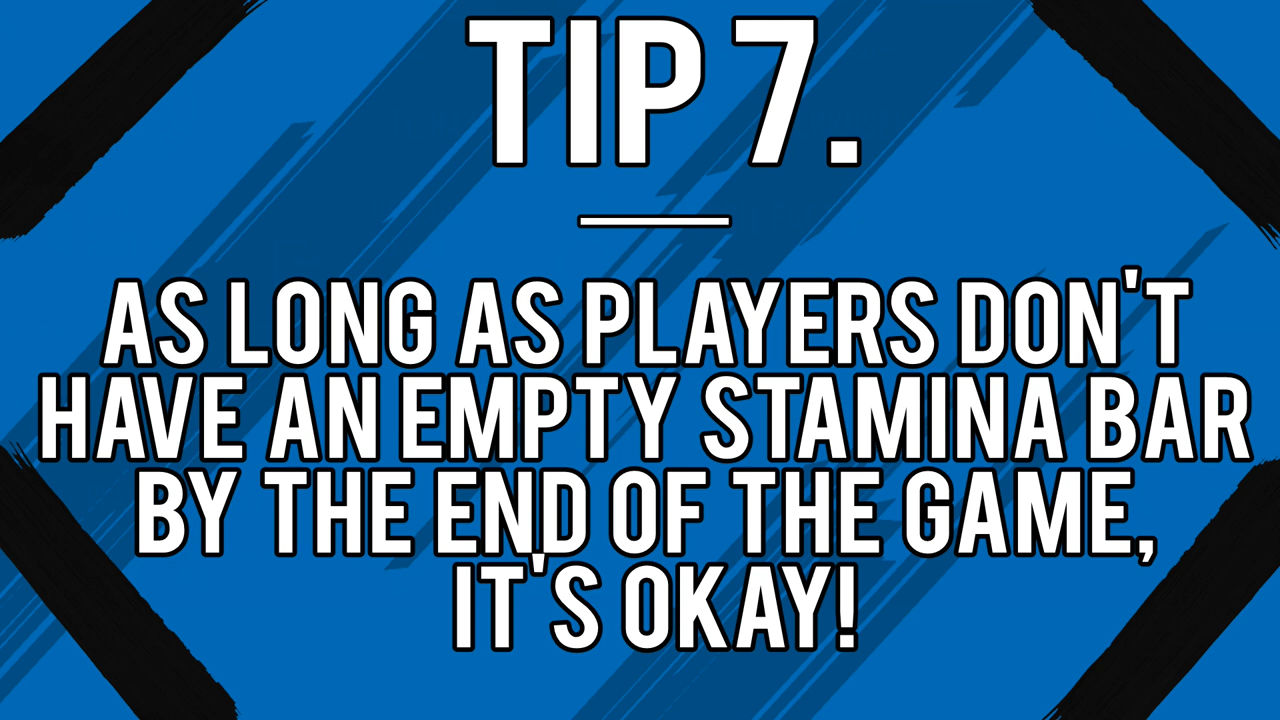 TIP 7.
AS LONG AS PLAYERS DON'T
HAVE AN EMPTY STAMINA BAR
BY THE END OF THE GAME,
IT'S OKAY!